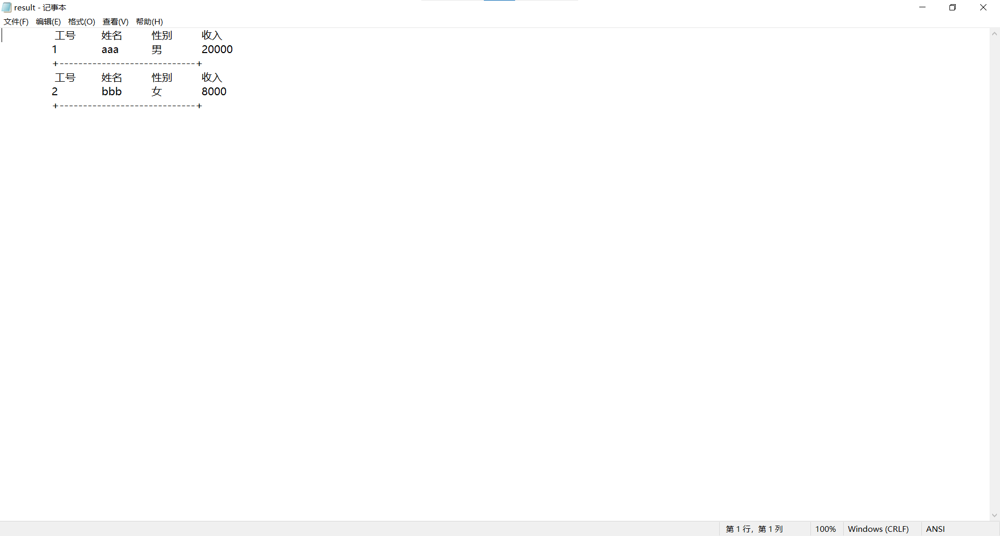 result - 记事本
文件(F) 编辑(E) 格式(O) 查看(V) 帮助(H)
工号 姓名 性别 收入
1 aaa 男 20000
+----------------------------+
工号 姓名 性别 收入
2 bbb 女 8000
+----------------------------+
第 1 行，第 1 列 100% Windows (CRLF) ANSI